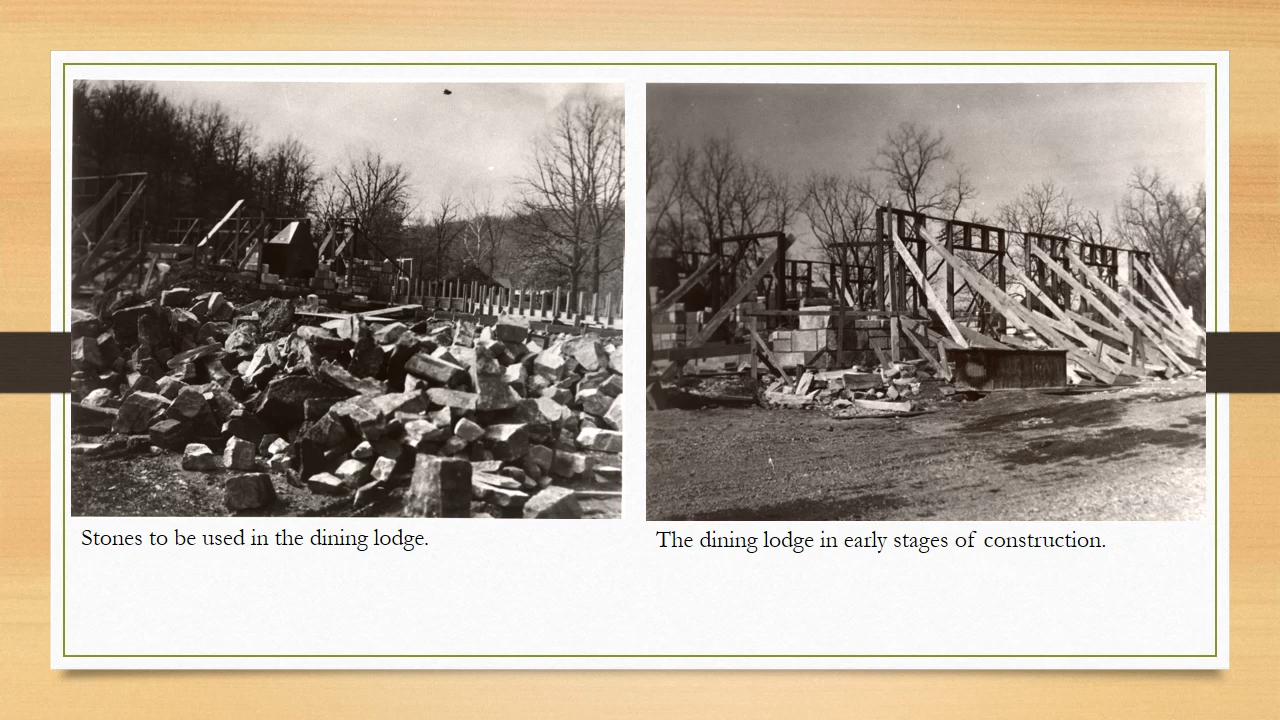 Stones to be used in the dining lodge.
The dining lodge in early stages of construction.